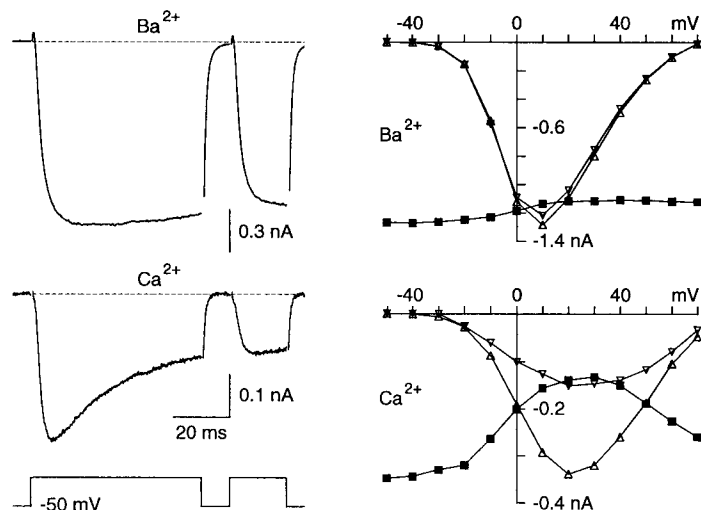 Ba2+
0.3 nA
Ca2+
0.1 nA
20 ms
-50 mV
-40 0 40 mV
-0.6
Ba2+
-1.4 nA
-40 0 40 mV
Ca2+
-0.2
-0.4 nA